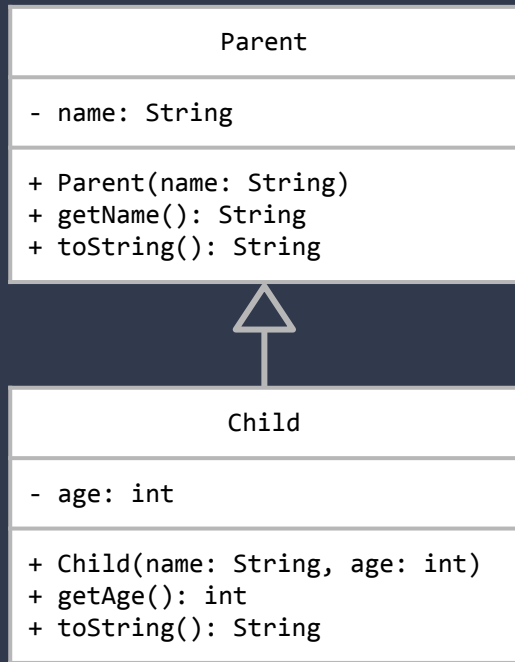 Parent
- name: String
+ Parent(name: String)
+ getName(): String
+ toString(): String
Child
- age: int
+ Child(name: String, age: int)
+ getAge(): int
+ toString(): String